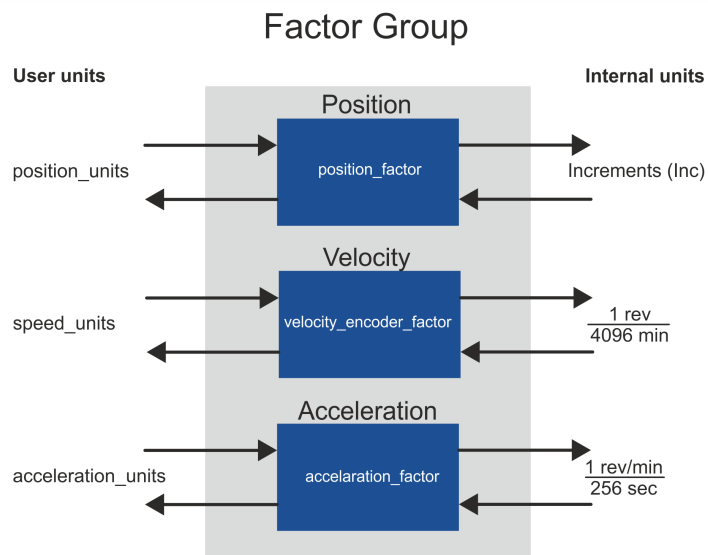 Factor Group
User units
Internal units
Position
position_units
position_factor
Increments (Inc)
Velocity
speed_units
velocity_encoder_factor
1 rev
4096 min
Acceleration
acceleration_units
accelaration_factor
1 rev/min
256 sec